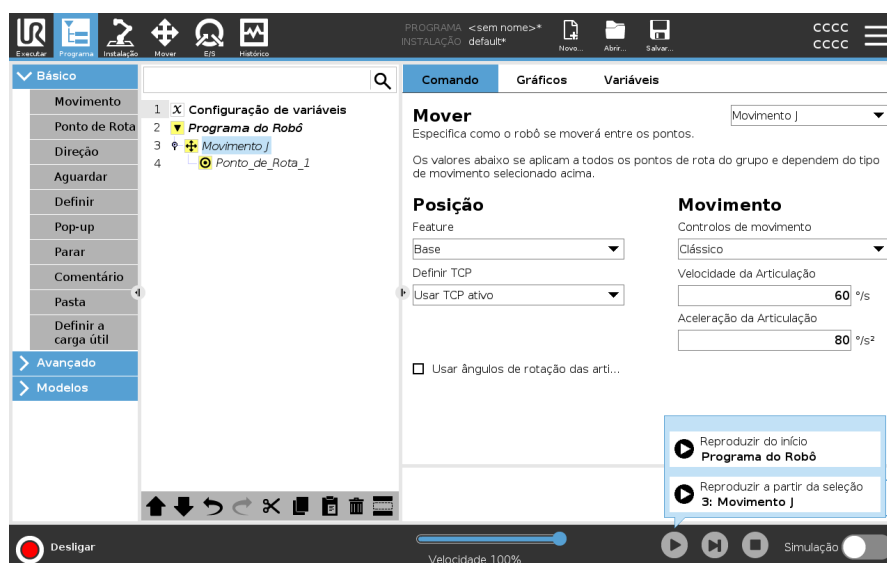 PROGRAMA <sem nome>*
INSTALAÇÃO default*
Executar
Programa
Instalação
Mover
E/S
Histórico
Novo...
Abrir...
Salvar...
cccc
cccc
Básico
Movimento
Ponto de Rota
Direção
Aguardar
Definir
Pop-up
Parar
Comentário
Pasta
Definir a
carga útil
Avançado
Modelos
1 X Configuração de variáveis
2 Programa do Robô
3 Movimento J
4 Ponto_de_Rota_1
Comando Gráficos Variáveis
Mover
Movimento J
Especifica como o robô se moverá entre os pontos.
Os valores abaixo se aplicam a todos os pontos de rota do grupo e dependem do tipo
de movimento selecionado acima.
Posição
Feature
Base
Definir TCP
Usar TCP ativo
Usar ângulos de rotação das arti...
Movimento
Controlos de movimento
Clássico
Velocidade da Articulação
60 °/s
Aceleração da Articulação
80 °/s²
Reproduzir do início
Programa do Robô
Reproduzir a partir da seleção
3: Movimento J
Desligar
Velocidade 100%
Simulação